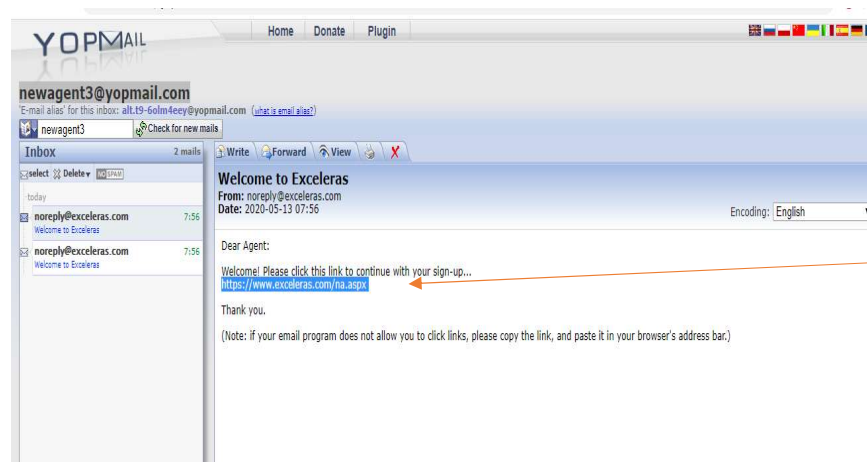 YOPMAIL
Home Donate Plugin
newagent3@yopmail.com
'E-mail alias' for this inbox: alt.t9-6olm4eey@yopmail.com (what is email alias?)
newagent3 Check for new mails
Inbox 2 mails
select Delete NO SPAM
today
noreply@exceleras.com 7:56
Welcome to Exceleras
noreply@exceleras.com 7:56
Welcome to Exceleras
Write Forward View X
Welcome to Exceleras
From: noreply@exceleras.com
Date: 2020-05-13 07:56
Encoding: English
Dear Agent:
Welcome! Please click this link to continue with your sign-up...
https://www.exceleras.com/na.aspx
Thank you.
(Note: if your email program does not allow you to click links, please copy the link, and paste it in your browser's address bar.)